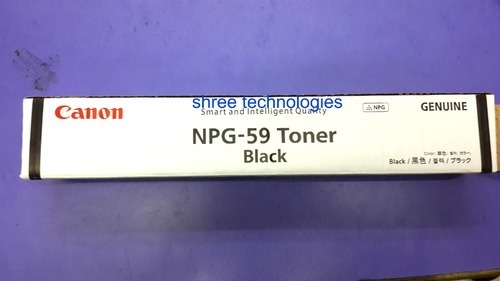 shree technologies
Canon
Smart and Intelligent Quality
NPG
GENUINE
NPG-59 Toner
Black
Black / 黒色 / 블랙 / ブラック